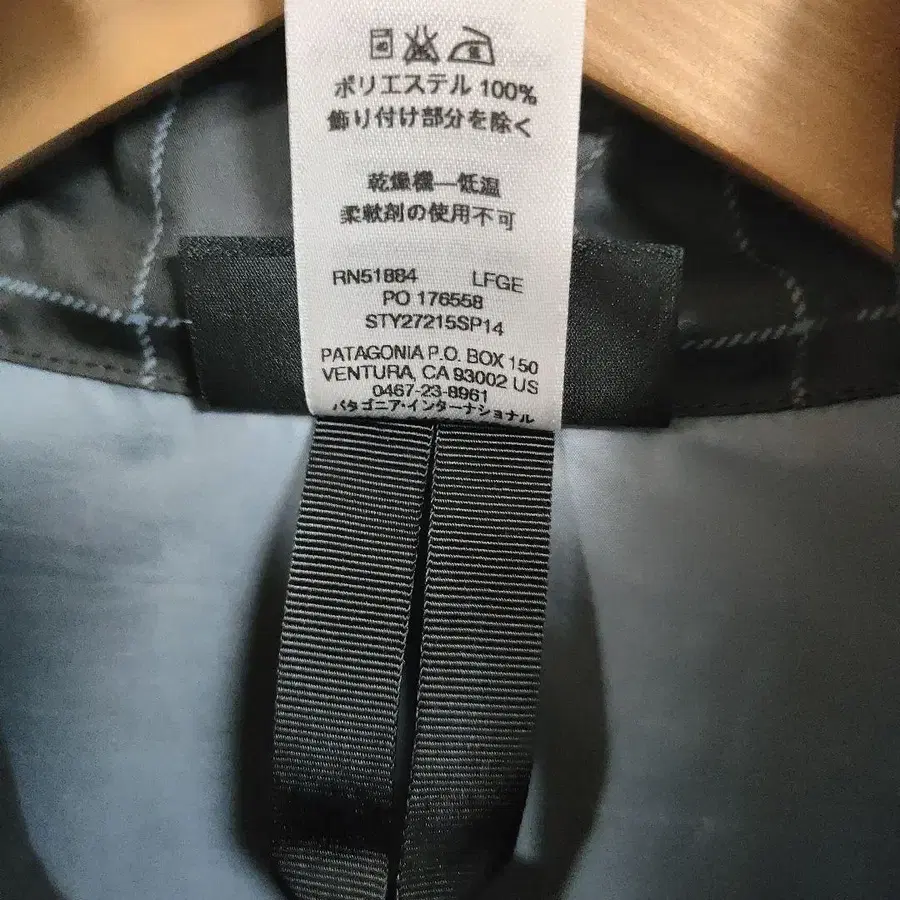 ポリエステル 100%
飾り付け部分を除く
乾燥機—低温
柔軟剤の使用不可
RN51884 LFGE
PO 176558
STY27215SP14
PATAGONIA P.O. BOX 150
VENTURA, CA 93002 US
0467-23-8961
パタゴニア・インターナショナル